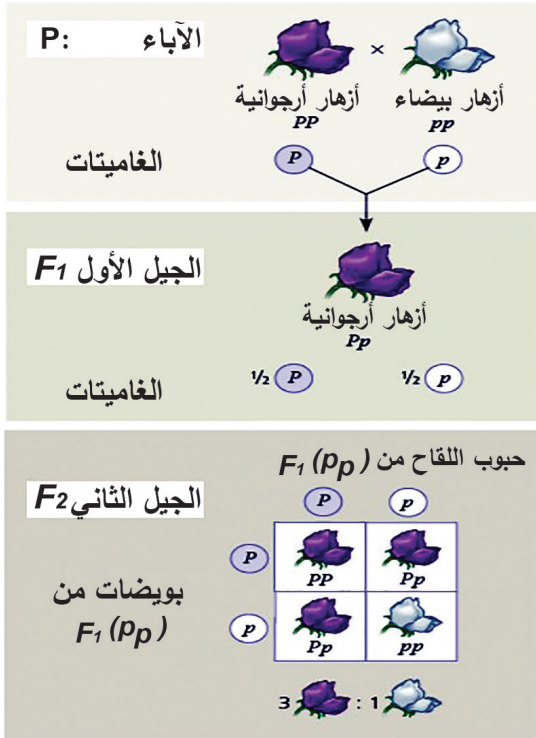 الآباء P:
أزهار أرجوانية × أزهار بيضاء
PP pp
الغاميتات P p
الجيل الأول F1
أزهار أرجوانية
Pp
الغاميتات ½ P ½ p
حبوب اللقاح من F1 (pp)
الجيل الثاني F2
P p
P PP Pp
بويضات من
F1 (pp)
p Pp pp
3 : 1